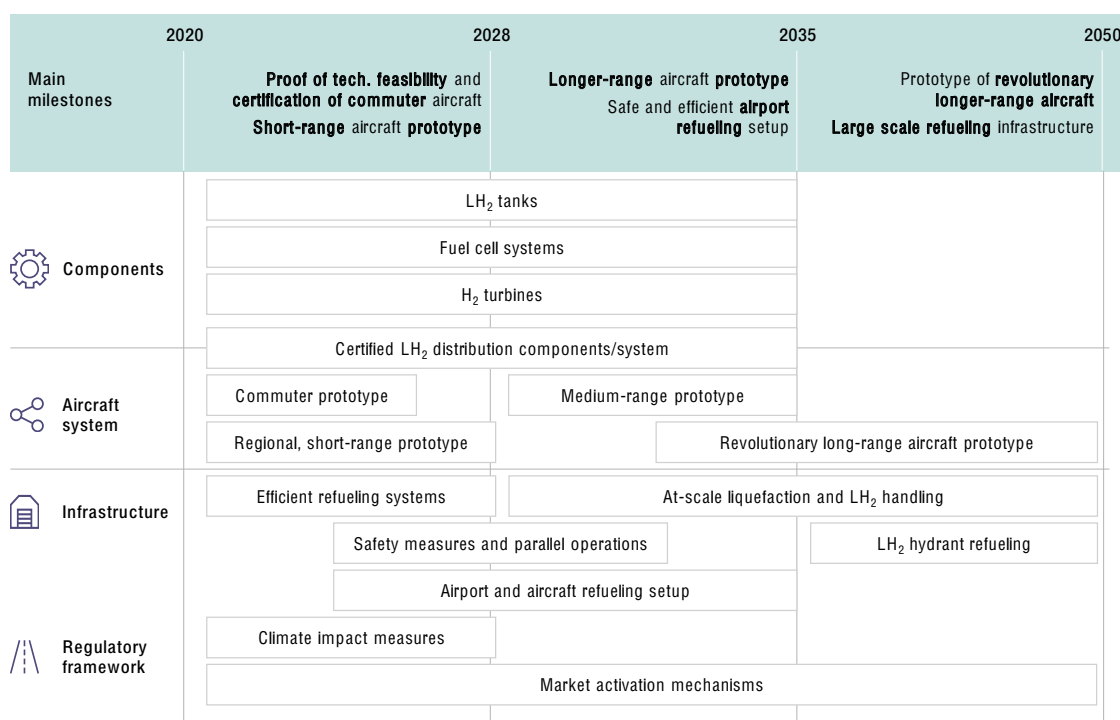 2020 2028 2035 2050
Main
milestones
Proof of tech. feasibility and
certification of commuter aircraft
Short-range aircraft prototype
Longer-range aircraft prototype
Safe and efficient airport
refueling setup
Prototype of revolutionary
longer-range aircraft
Large scale refueling infrastructure
Components
LH₂ tanks
Fuel cell systems
H₂ turbines
Certified LH₂ distribution components/system
Aircraft
system
Commuter prototype
Medium-range prototype
Regional, short-range prototype
Revolutionary long-range aircraft prototype
Infrastructure
Efficient refueling systems
At-scale liquefaction and LH₂ handling
Safety measures and parallel operations
LH₂ hydrant refueling
Airport and aircraft refueling setup
Regulatory
framework
Climate impact measures
Market activation mechanisms